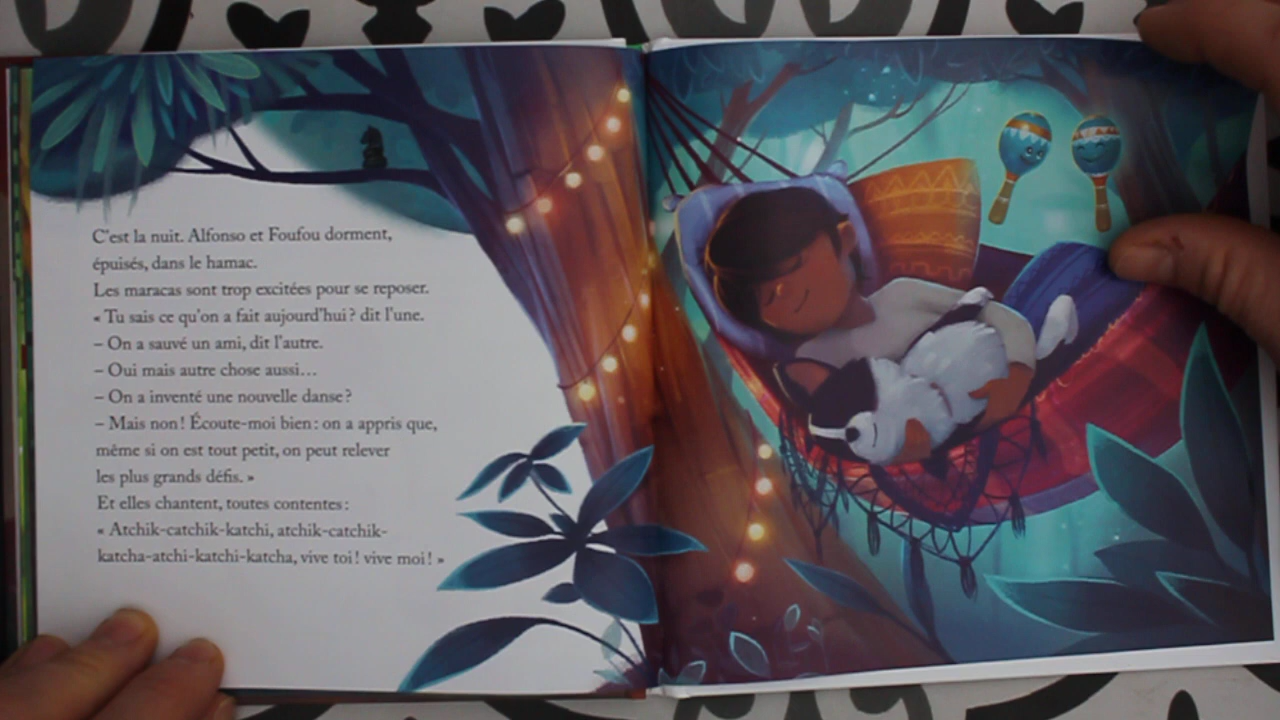 C'est la nuit. Alfonso et Foufou dorment,
épuisés, dans le hamac.
Les maracas sont trop excitées pour se reposer.
« Tu sais ce qu'on a fait aujourd'hui ? dit l'une.
– On a sauvé un ami, dit l'autre.
– Oui mais autre chose aussi…
– On a inventé une nouvelle danse ?
– Mais non ! Écoute-moi bien : on a appris que,
même si on est tout petit, on peut relever
les plus grands défis. »
Et elles chantent, toutes contentes :
« Atchik-catchik-katchi, atchik-catchik-
katcha-atchi-katchi-katcha, vive toi ! vive moi ! »